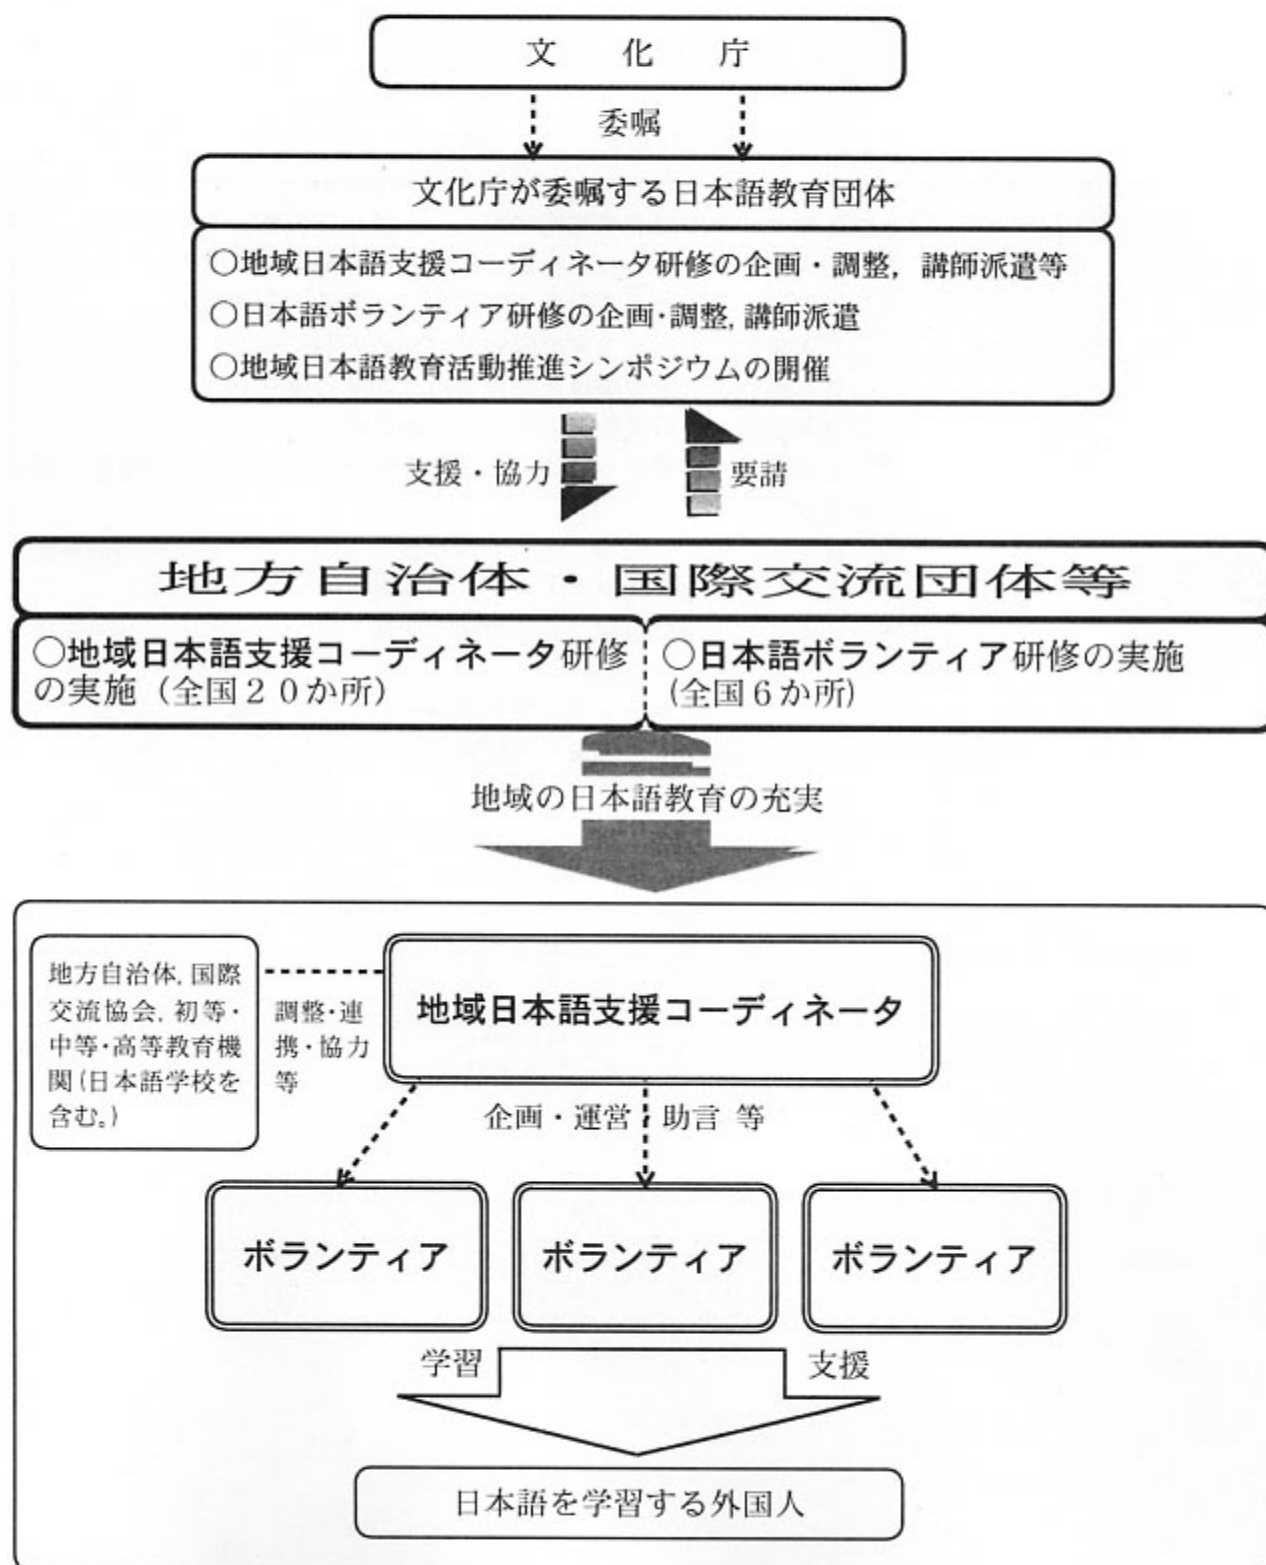 文 化 庁
委嘱
文化庁が委嘱する日本語教育団体
○地域日本語支援コーディネータ研修の企画・調整，講師派遣等
○日本語ボランティア研修の企画・調整，講師派遣
○地域日本語教育活動推進シンポジウムの開催
支援・協力
要請
地方自治体・国際交流団体等
○地域日本語支援コーディネータ研修
の実施（全国２０か所）
○日本語ボランティア研修の実施
(全国６か所)
地域の日本語教育の充実
地方自治体，国際
交流協会，初等・
中等・高等教育機
関(日本語学校を
含む。)
調整・連
携・協力
等
地域日本語支援コーディネータ
企画・運営・助言 等
ボランティア
ボランティア
ボランティア
学習
支援
日本語を学習する外国人